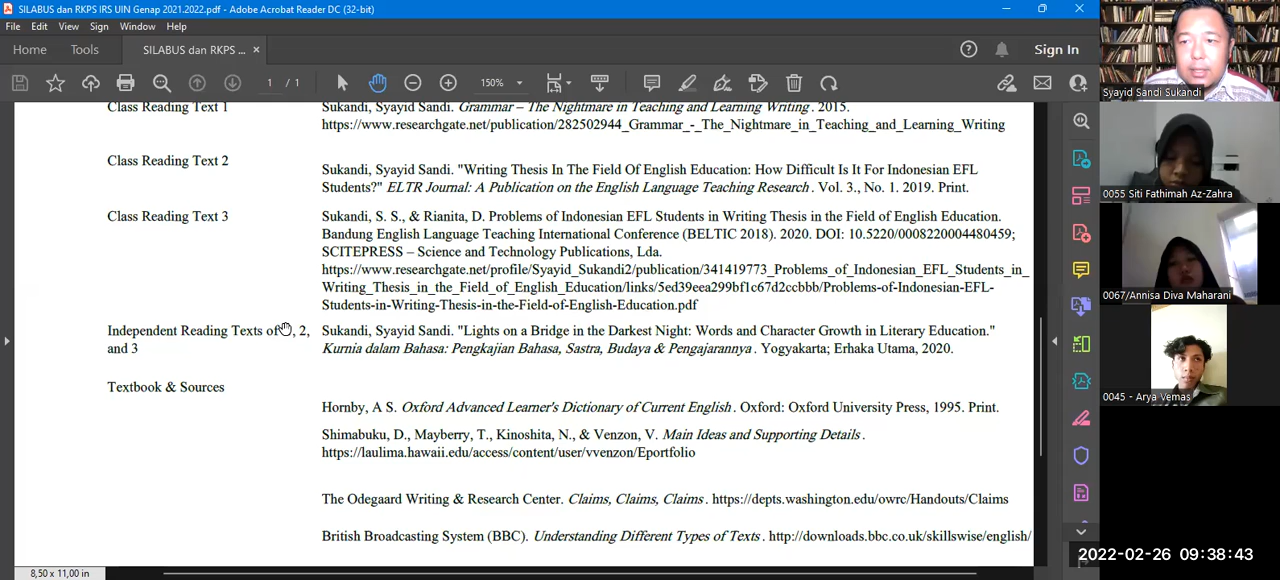 SILABUS dan RKPS IRS UIN Genap 2021.2022.pdf - Adobe Acrobat Reader DC (32-bit)
File Edit View Sign Window Help
Home Tools SILABUS dan RKPS ... × Sign In
1 / 1 150%
Class Reading Text 1 Sukandi, Syayid Sandi. Grammar – The Nightmare in Teaching and Learning Writing. 2015.
https://www.researchgate.net/publication/282502944_Grammar_-_The_Nightmare_in_Teaching_and_Learning_Writing
Class Reading Text 2
Sukandi, Syayid Sandi. "Writing Thesis In The Field Of English Education: How Difficult Is It For Indonesian EFL
Students?" ELTR Journal: A Publication on the English Language Teaching Research. Vol. 3., No. 1. 2019. Print.
Class Reading Text 3 Sukandi, S. S., & Rianita, D. Problems of Indonesian EFL Students in Writing Thesis in the Field of English Education.
Bandung English Language Teaching International Conference (BELTIC 2018). 2020. DOI: 10.5220/0008220004480459;
SCITEPRESS – Science and Technology Publications, Lda.
https://www.researchgate.net/profile/Syayid_Sukandi2/publication/341419773_Problems_of_Indonesian_EFL_Students_in_
Writing_Thesis_in_the_Field_of_English_Education/links/5ed39eea299bf1c67d2ccbbb/Problems-of-Indonesian-EFL-
Students-in-Writing-Thesis-in-the-Field-of-English-Education.pdf
Independent Reading Texts of , 2, Sukandi, Syayid Sandi. "Lights on a Bridge in the Darkest Night: Words and Character Growth in Literary Education."
and 3 Kurnia dalam Bahasa: Pengkajian Bahasa, Sastra, Budaya & Pengajarannya. Yogyakarta; Erhaka Utama, 2020.
Textbook & Sources
Hornby, A S. Oxford Advanced Learner's Dictionary of Current English. Oxford: Oxford University Press, 1995. Print.
Shimabuku, D., Mayberry, T., Kinoshita, N., & Venzon, V. Main Ideas and Supporting Details.
https://laulima.hawaii.edu/access/content/user/vvenzon/Eportfolio
The Odegaard Writing & Research Center. Claims, Claims, Claims. https://depts.washington.edu/owrc/Handouts/Claims
British Broadcasting System (BBC). Understanding Different Types of Texts. http://downloads.bbc.co.uk/skillswise/english/
8,50 x 11,00 in
Syayid Sandi Sukandi
0055 Siti Fathimah Az-Zahra
0067/Annisa Diva Maharani
0045 - Arya Vemas
2022-02-26 09:38:43